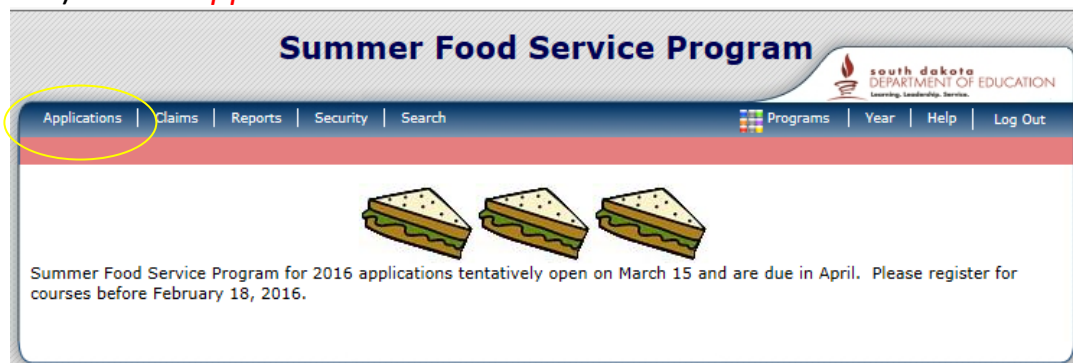 Summer Food Service Program
south dakota
DEPARTMENT OF EDUCATION
Learning. Leadership. Service.
Applications | Claims | Reports | Security | Search Programs | Year | Help | Log Out
Summer Food Service Program for 2016 applications tentatively open on March 15 and are due in April. Please register for
courses before February 18, 2016.